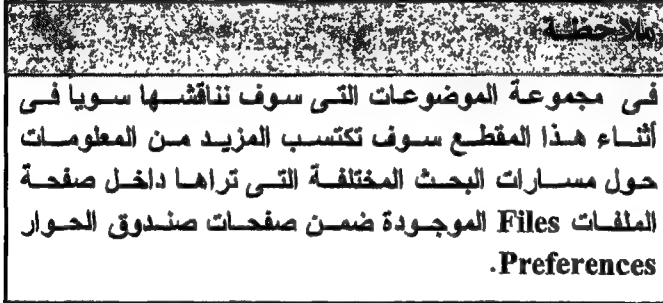 ملاحظة
فى مجموعة الموضوعات التى سوف نناقشها سوياً فى
أثناء هذا المقطع سوف تكتسب المزيد من المعلومات
حول مسارات البحث المختلفة التى تراها داخل صفحة
الملفات Files الموجودة ضمن صفحات صندوق الحوار
Preferences.